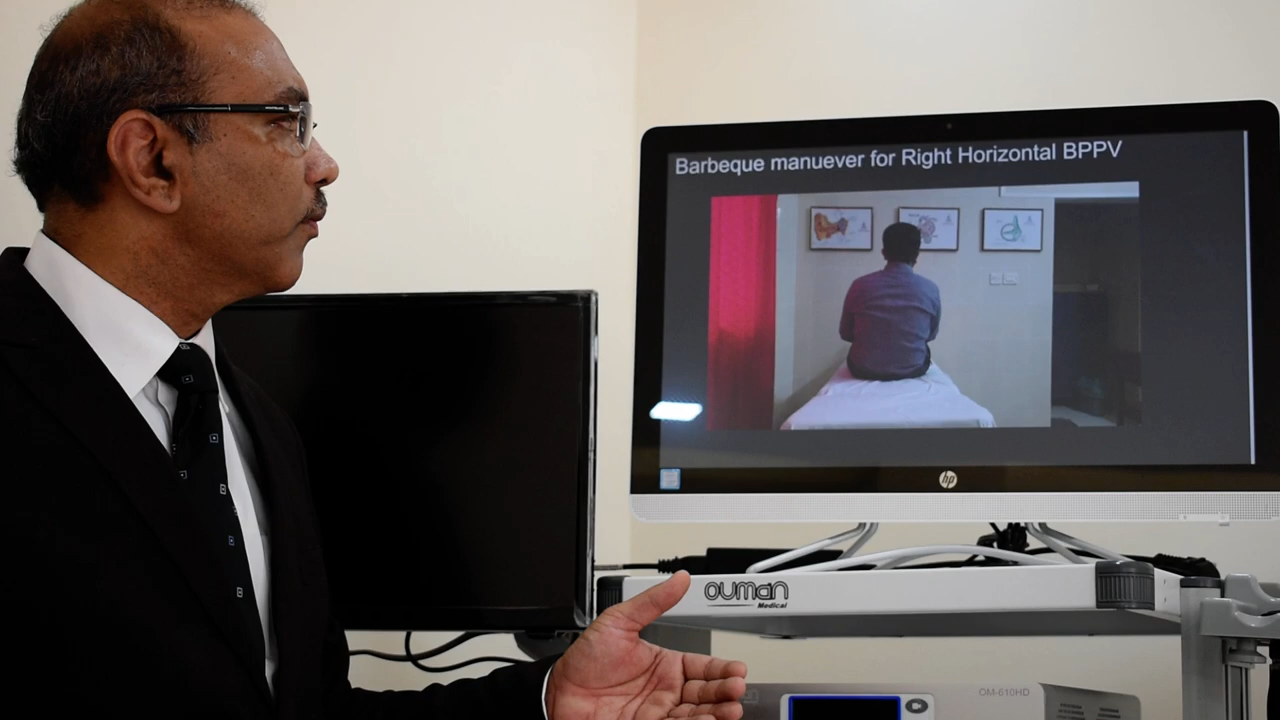 Barbeque manuever for Right Horizontal BPPV
hp
ouman
Medical
OM-610HD